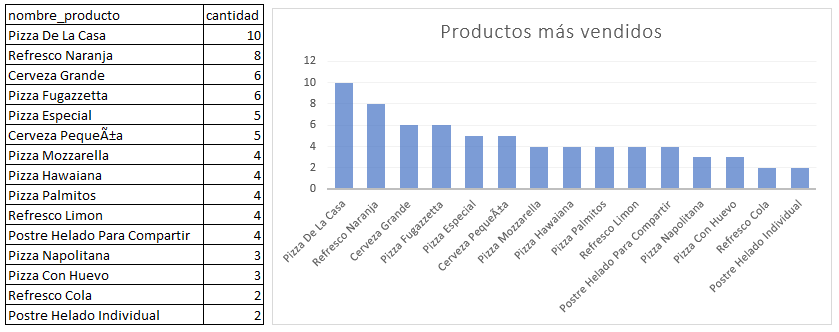 nombre_producto cantidad
Pizza De La Casa 10
Refresco Naranja 8
Cerveza Grande 6
Pizza Fugazzetta 6
Pizza Especial 5
Cerveza PequeÃ±a 5
Pizza Mozzarella 4
Pizza Hawaiana 4
Pizza Palmitos 4
Refresco Limon 4
Postre Helado Para Compartir 4
Pizza Napolitana 3
Pizza Con Huevo 3
Refresco Cola 2
Postre Helado Individual 2
Productos más vendidos
12
10
8
6
4
2
0
Pizza De La Casa
Refresco Naranja
Cerveza Grande
Pizza Fugazzetta
Pizza Especial
Cerveza PequeÃ±a
Pizza Mozzarella
Pizza Hawaiana
Pizza Palmitos
Refresco Limon
Postre Helado Para Compartir
Pizza Napolitana
Pizza Con Huevo
Refresco Cola
Postre Helado Individual